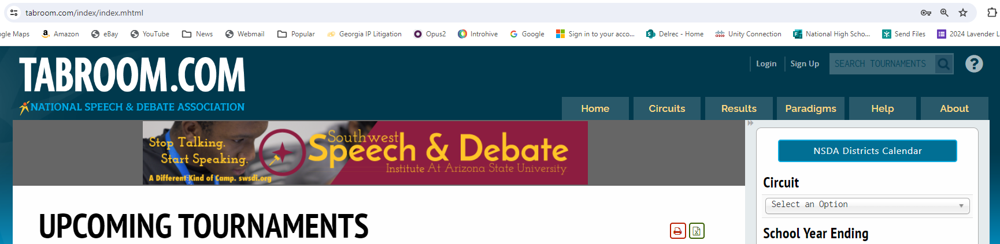 tabroom.com/index/index.mhtml
gle Maps Amazon eBay YouTube News Webmail Popular Georgia IP Litigation Opus2 Introhive Google Sign in to your acco... Delrec - Home Unity Connection National High Scho... Send Files 2024 Lavender L
TABROOM.COM
NATIONAL SPEECH & DEBATE ASSOCIATION
Login Sign Up SEARCH TOURNAMENTS ?
Home Circuits Results Paradigms Help About
Stop Talking.
Start Speaking.
A Different Kind of Camp. swsdi.org
Southwest
Speech & Debate
Institute At Arizona State University
NSDA Districts Calendar
Circuit
Select an Option
School Year Ending
UPCOMING TOURNAMENTS